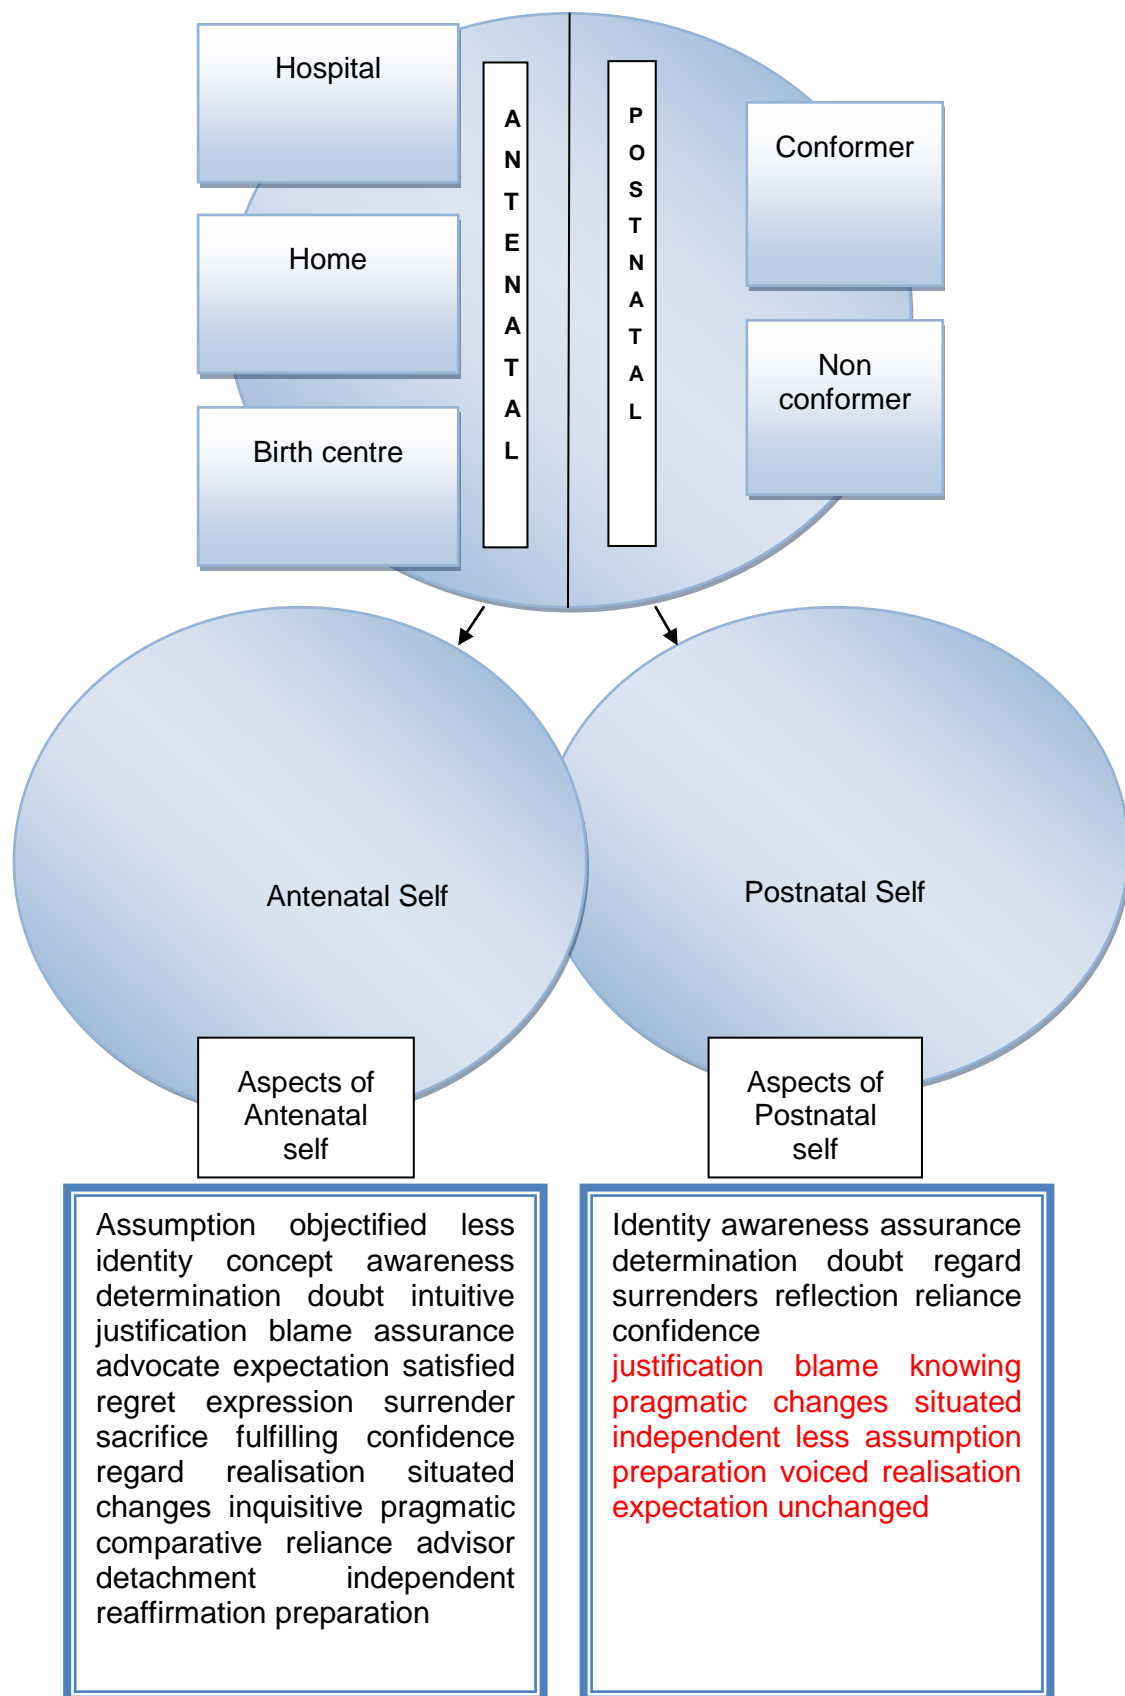 Hospital
Home
Birth centre
ANTENATAL
POSTNATAL
Conformer
Non
conformer
Antenatal Self
Postnatal Self
Aspects of
Antenatal
self
Aspects of
Postnatal
self
Assumption objectified less
identity concept awareness
determination doubt intuitive
justification blame assurance
advocate expectation satisfied
regret expression surrender
sacrifice fulfilling confidence
regard realisation situated
changes inquisitive pragmatic
comparative reliance advisor
detachment independent
reaffirmation preparation
Identity awareness assurance
determination doubt regard
surrenders reflection reliance
confidence
justification blame knowing
pragmatic changes situated
independent less assumption
preparation voiced realisation
expectation unchanged